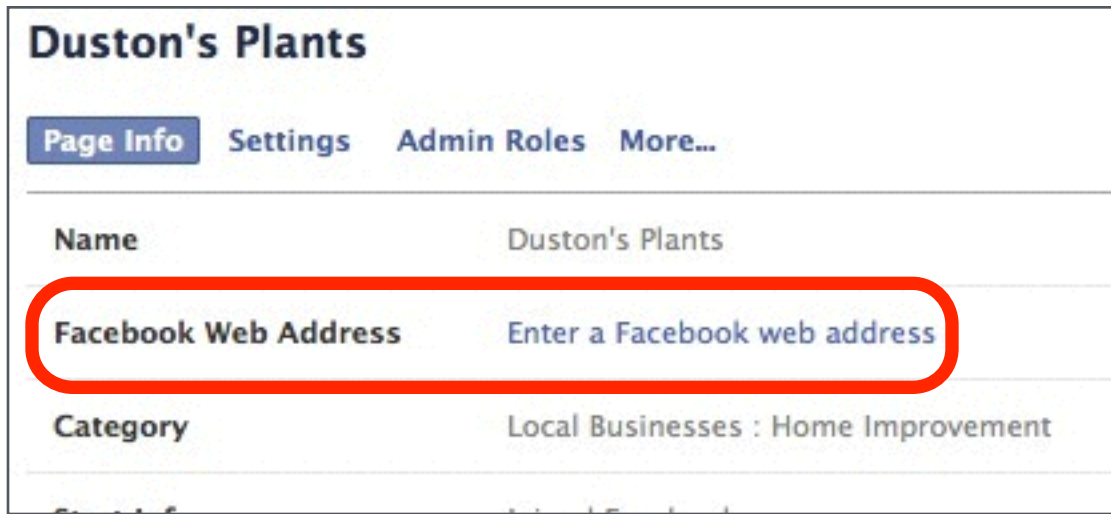 Duston's Plants
Page Info Settings Admin Roles More...
Name Duston's Plants
Facebook Web Address Enter a Facebook web address
Category Local Businesses : Home Improvement